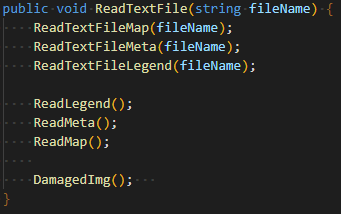 public void ReadTextFile(string fileName) {
    ReadTextFileMap(fileName);
    ReadTextFileMeta(fileName);
    ReadTextFileLegend(fileName);

    ReadLegend();
    ReadMeta();
    ReadMap();

    DamagedImg();
}